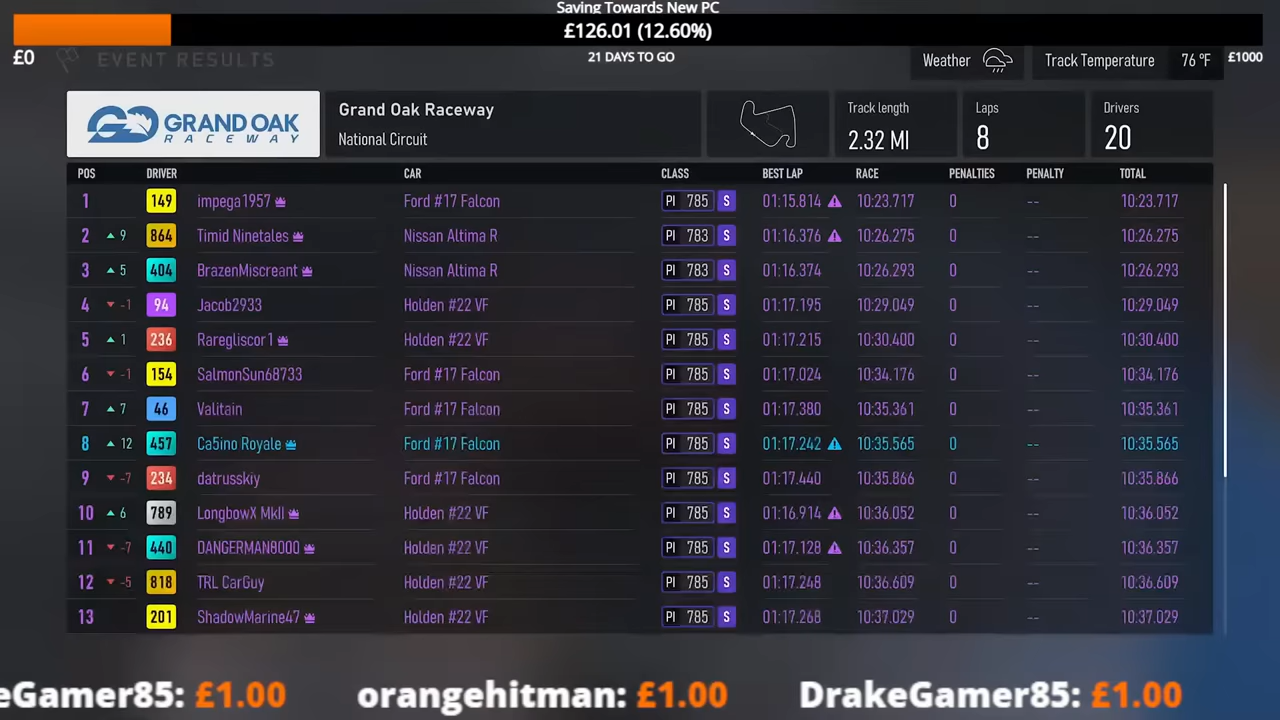 Saving Towards New PC
£126.01 (12.60%)
£0
21 DAYS TO GO
£1000
EVENT RESULTS
Weather
Track Temperature 76 °F
GRAND OAK
RACEWAY
Grand Oak Raceway
National Circuit
Track length
2.32 MI
Laps
8
Drivers
20
POS DRIVER CAR CLASS BEST LAP RACE PENALTIES PENALTY TOTAL
1 149 impega1957 Ford #17 Falcon PI 785 S 01:15.814 10:23.717 0 -- 10:23.717
2 9 864 Timid Ninetales Nissan Altima R PI 783 S 01:16.376 10:26.275 0 -- 10:26.275
3 5 404 BrazenMiscreant Nissan Altima R PI 783 S 01:16.374 10:26.293 0 -- 10:26.293
4 -1 94 Jacob2933 Holden #22 VF PI 785 S 01:17.195 10:29.049 0 -- 10:29.049
5 1 236 Raregliscor1 Holden #22 VF PI 785 S 01:17.215 10:30.400 0 -- 10:30.400
6 -1 154 SalmonSun68733 Ford #17 Falcon PI 785 S 01:17.024 10:34.176 0 -- 10:34.176
7 7 46 Valitain Ford #17 Falcon PI 785 S 01:17.380 10:35.361 0 -- 10:35.361
8 12 457 Ca5ino Royale Ford #17 Falcon PI 785 S 01:17.242 10:35.565 0 -- 10:35.565
9 -7 234 datrusskiy Ford #17 Falcon PI 785 S 01:17.440 10:35.866 0 -- 10:35.866
10 6 789 LongbowX MkII Holden #22 VF PI 785 S 01:16.914 10:36.052 0 -- 10:36.052
11 -7 440 DANGERMAN8000 Holden #22 VF PI 785 S 01:17.128 10:36.357 0 -- 10:36.357
12 -5 818 TRL CarGuy Holden #22 VF PI 785 S 01:17.248 10:36.609 0 -- 10:36.609
13 201 ShadowMarine47 Holden #22 VF PI 785 S 01:17.268 10:37.029 0 -- 10:37.029
eGamer85: £1.00 orangehitman: £1.00 DrakeGamer85: £1.00